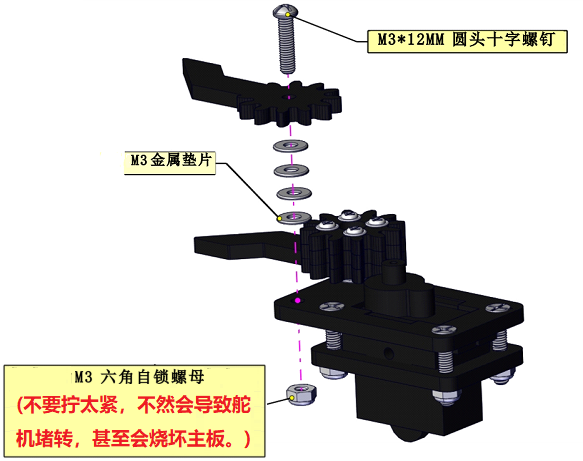 M3*12MM 圆头十字螺钉
M3金属垫片
M3 六角自锁螺母
(不要拧太紧，不然会导致舵
机堵转，甚至会烧坏主板。)